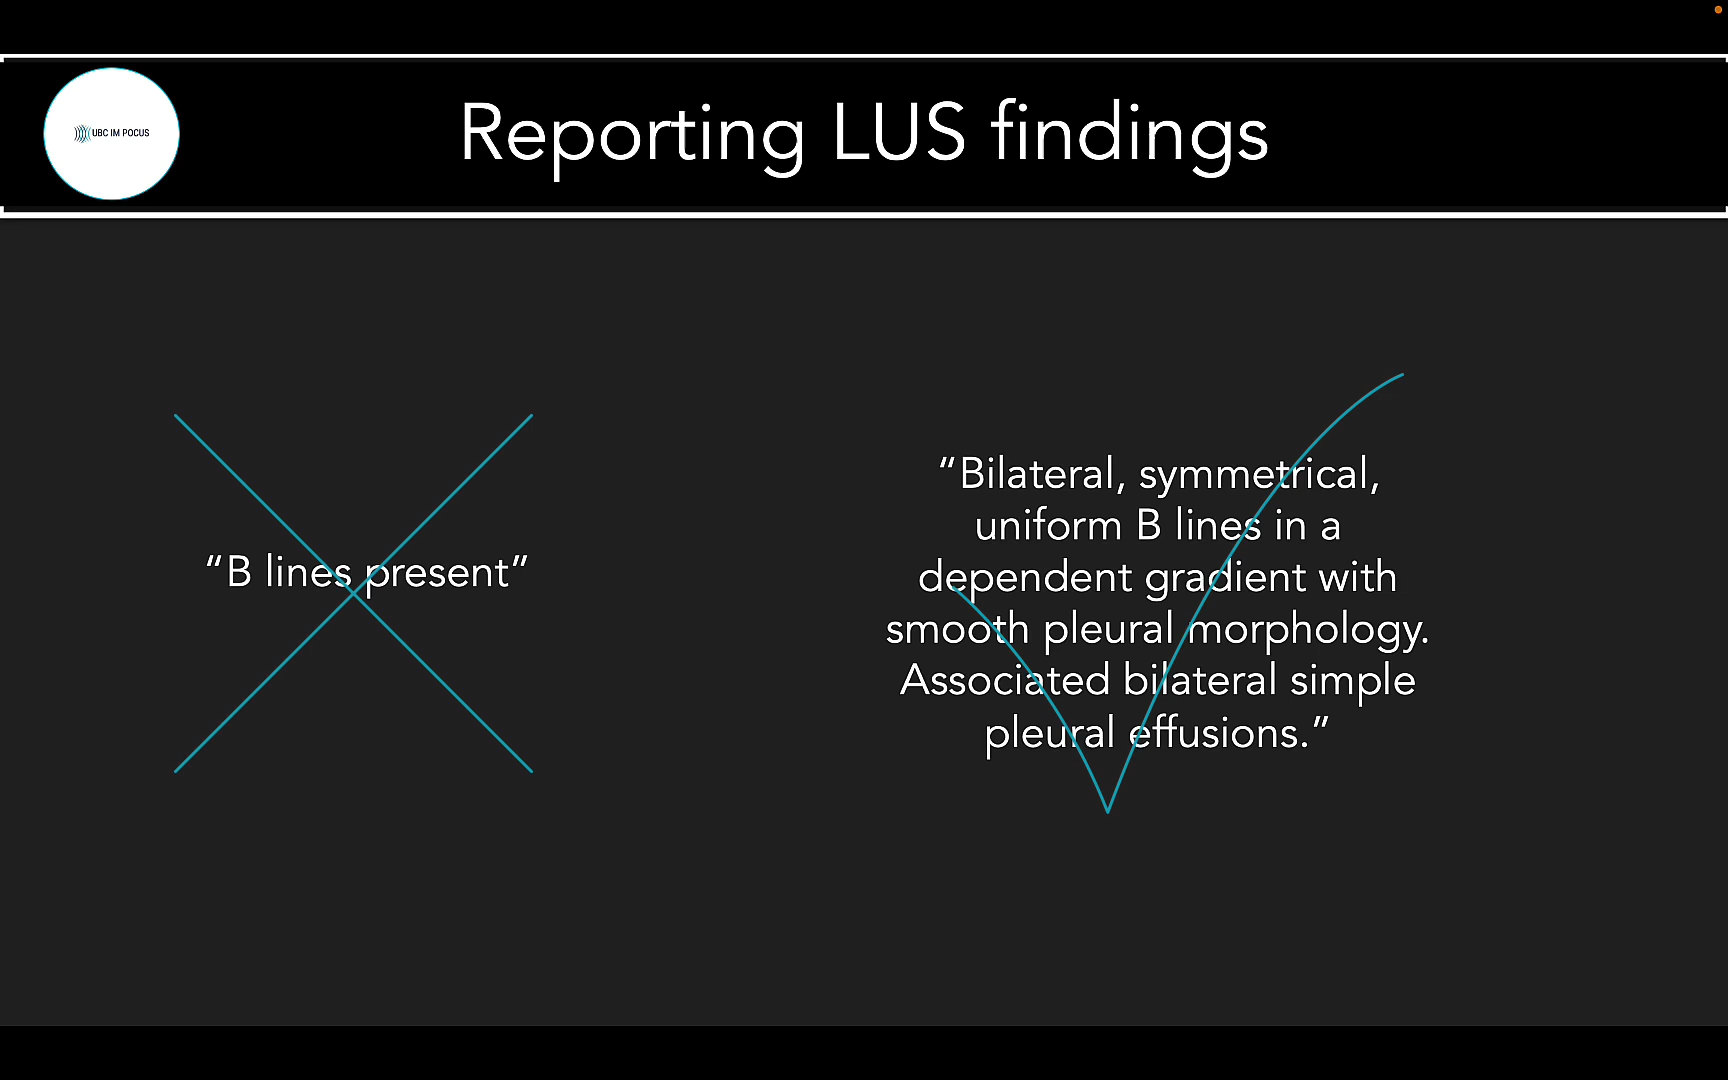 UBC IM POCUS
Reporting LUS findings
“B lines present”
“Bilateral, symmetrical,
uniform B lines in a
dependent gradient with
smooth pleural morphology.
Associated bilateral simple
pleural effusions.”